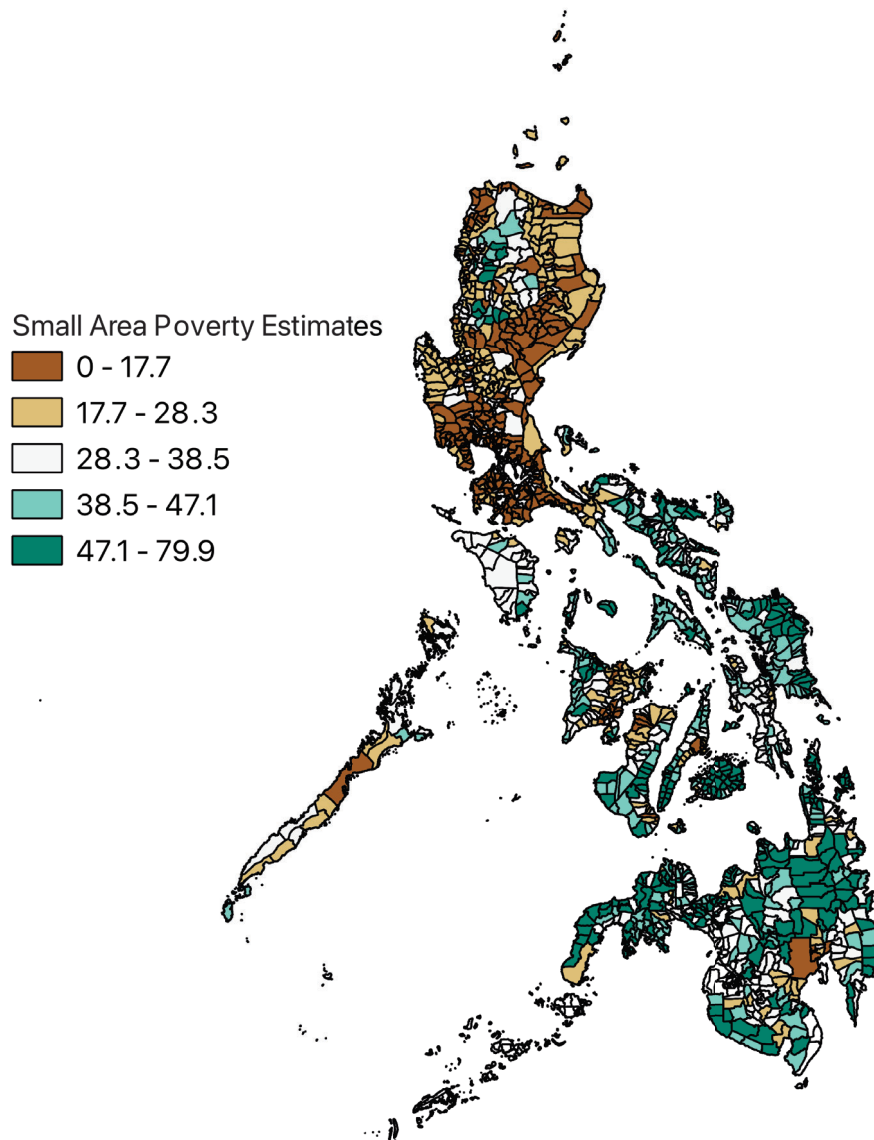 Small Area Poverty Estimates
0 - 17.7
17.7 - 28.3
28.3 - 38.5
38.5 - 47.1
47.1 - 79.9